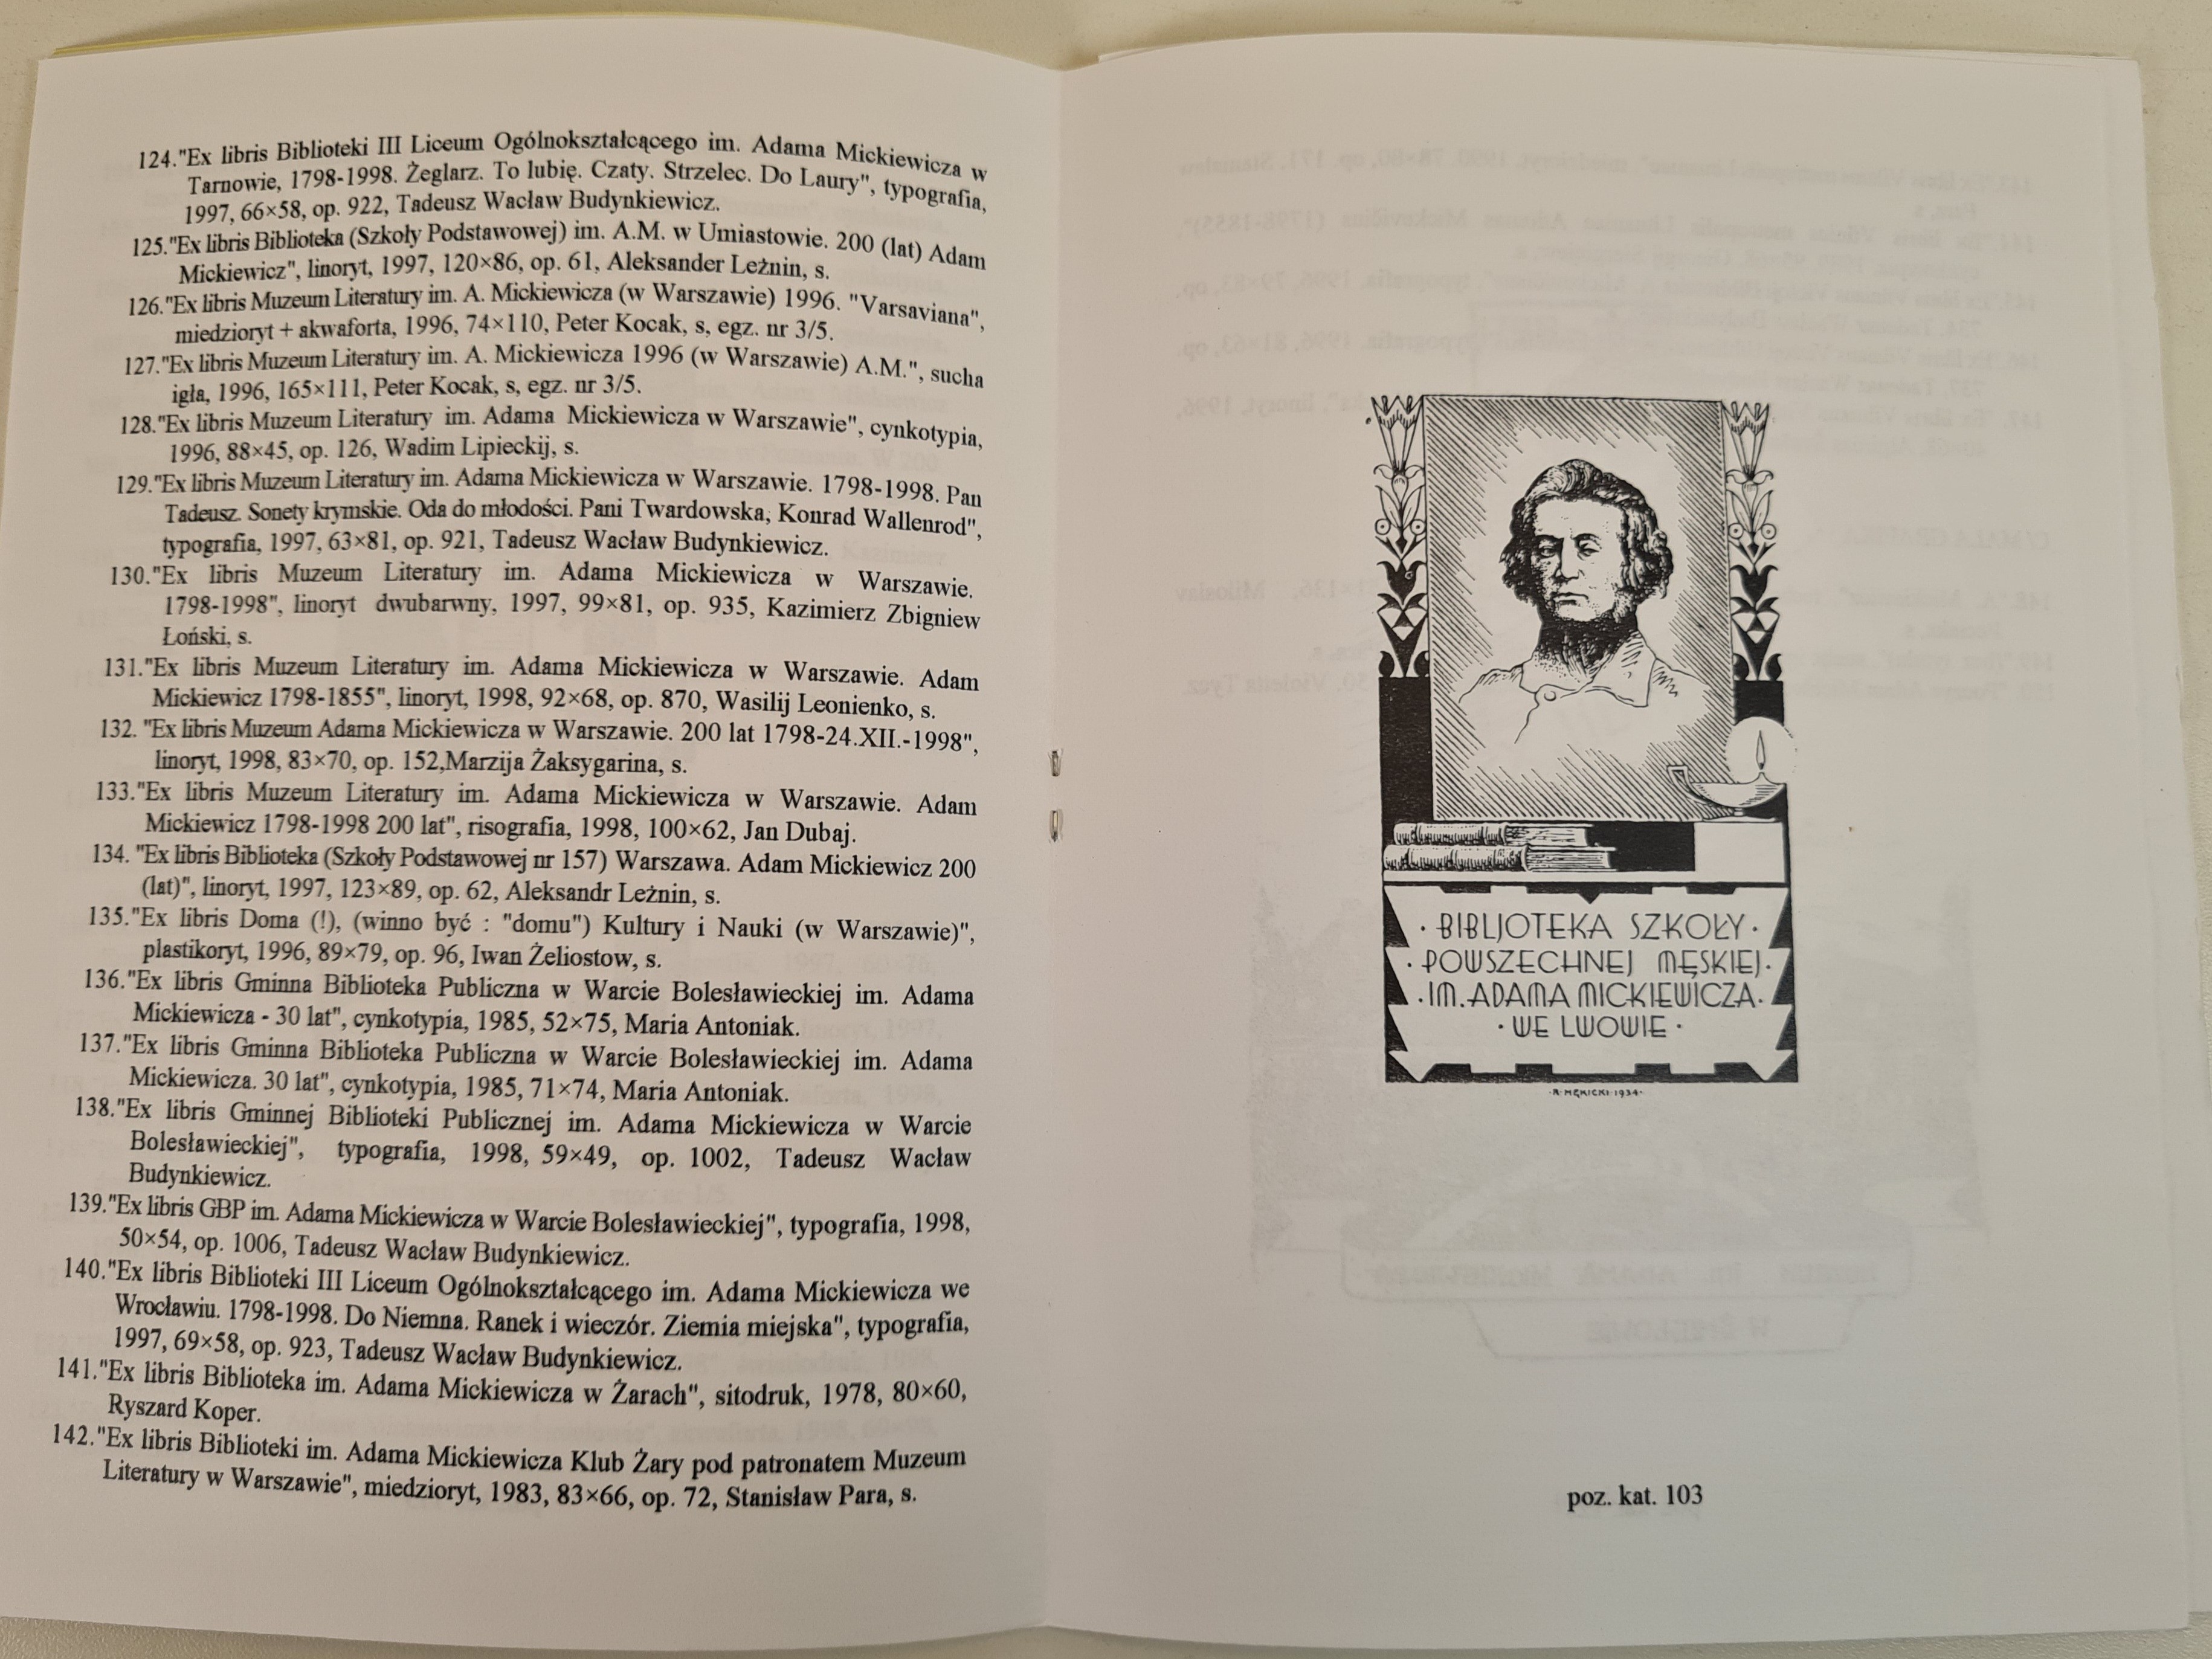 124."Ex libris Biblioteki III Liceum Ogólnokształcącego im. Adama Mickiewicza w
Tarnowie, 1798-1998. Żeglarz. To lubię. Czaty. Strzelec. Do Laury", typografia,
1997, 66×58, op. 922, Tadeusz Wacław Budynkiewicz.
125."Ex libris Biblioteka (Szkoły Podstawowej) im. A.M. w Umiastowie. 200 (lat) Adam
Mickiewicz", linoryt, 1997, 120×86, op. 61, Aleksander Leżnin, s.
126."Ex libris Muzeum Literatury im. A. Mickiewicza (w Warszawie) 1996. "Varsaviana",
miedzioryt + akwaforta, 1996, 74×110, Peter Kocak, s, egz. nr 3/5.
127."Ex libris Muzeum Literatury im. A. Mickiewicza 1996 (w Warszawie) A.M.", sucha
igła, 1996, 165×111, Peter Kocak, s, egz. nr 3/5.
128."Ex libris Muzeum Literatury im. Adama Mickiewicza w Warszawie", cynkotypia,
1996, 88×45, op. 126, Wadim Lipieckij, s.
129."Ex libris Muzeum Literatury im. Adama Mickiewicza w Warszawie. 1798-1998. Pan
Tadeusz. Sonety krymskie. Oda do młodości. Pani Twardowska, Konrad Wallenrod",
typografia, 1997, 63×81, op. 921, Tadeusz Wacław Budynkiewicz.
130."Ex libris Muzeum Literatury im. Adama Mickiewicza w Warszawie.
1798-1998", linoryt dwubarwny, 1997, 99×81, op. 935, Kazimierz Zbigniew
Łoński, s.
131."Ex libris Muzeum Literatury im. Adama Mickiewicza w Warszawie. Adam
Mickiewicz 1798-1855", linoryt, 1998, 92×68, op. 870, Wasilij Leonienko, s.
132. "Ex libris Muzeum Adama Mickiewicza w Warszawie. 200 lat 1798-24.XII.-1998",
linoryt, 1998, 83×70, op. 152,Marzija Żaksygarina, s.
133."Ex libris Muzeum Literatury im. Adama Mickiewicza w Warszawie. Adam
Mickiewicz 1798-1998 200 lat", risografia, 1998, 100×62, Jan Dubaj.
134. "Ex libris Biblioteka (Szkoły Podstawowej nr 157) Warszawa. Adam Mickiewicz 200
(lat)", linoryt, 1997, 123×89, op. 62, Aleksandr Leżnin, s.
135."Ex libris Doma (!), (winno być : "domu") Kultury i Nauki (w Warszawie)",
plastikoryt, 1996, 89×79, op. 96, Iwan Żeliostow, s.
136."Ex libris Gminna Biblioteka Publiczna w Warcie Bolesławieckiej im. Adama
Mickiewicza - 30 lat", cynkotypia, 1985, 52×75, Maria Antoniak.
137."Ex libris Gminna Biblioteka Publiczna w Warcie Bolesławieckiej im. Adama
Mickiewicza. 30 lat", cynkotypia, 1985, 71×74, Maria Antoniak.
138."Ex libris Gminnej Biblioteki Publicznej im. Adama Mickiewicza w Warcie
Bolesławieckiej", typografia, 1998, 59×49, op. 1002, Tadeusz Wacław
Budynkiewicz.
139."Ex libris GBP im. Adama Mickiewicza w Warcie Bolesławieckiej", typografia, 1998,
50×54, op. 1006, Tadeusz Wacław Budynkiewicz.
140."Ex libris Biblioteki III Liceum Ogólnokształcącego im. Adama Mickiewicza we
Wrocławiu. 1798-1998. Do Niemna. Ranek i wieczór. Ziemia miejska", typografia,
1997, 69×58, op. 923, Tadeusz Wacław Budynkiewicz.
141."Ex libris Biblioteka im. Adama Mickiewicza w Żarach", sitodruk, 1978, 80×60,
Ryszard Koper.
142."Ex libris Biblioteki im. Adama Mickiewicza Klub Żary pod patronatem Muzeum
Literatury w Warszawie", miedzioryt, 1983, 83×66, op. 72, Stanisław Para, s.
· BIBLJOTEKA SZKOŁY ·
· POWSZECHNEJ MĘSKIEJ ·
· IM. ADAMA MICKIEWICZA ·
· WE LWOWIE ·
· R · MĘKICKI · 1934 ·
poz. kat. 103